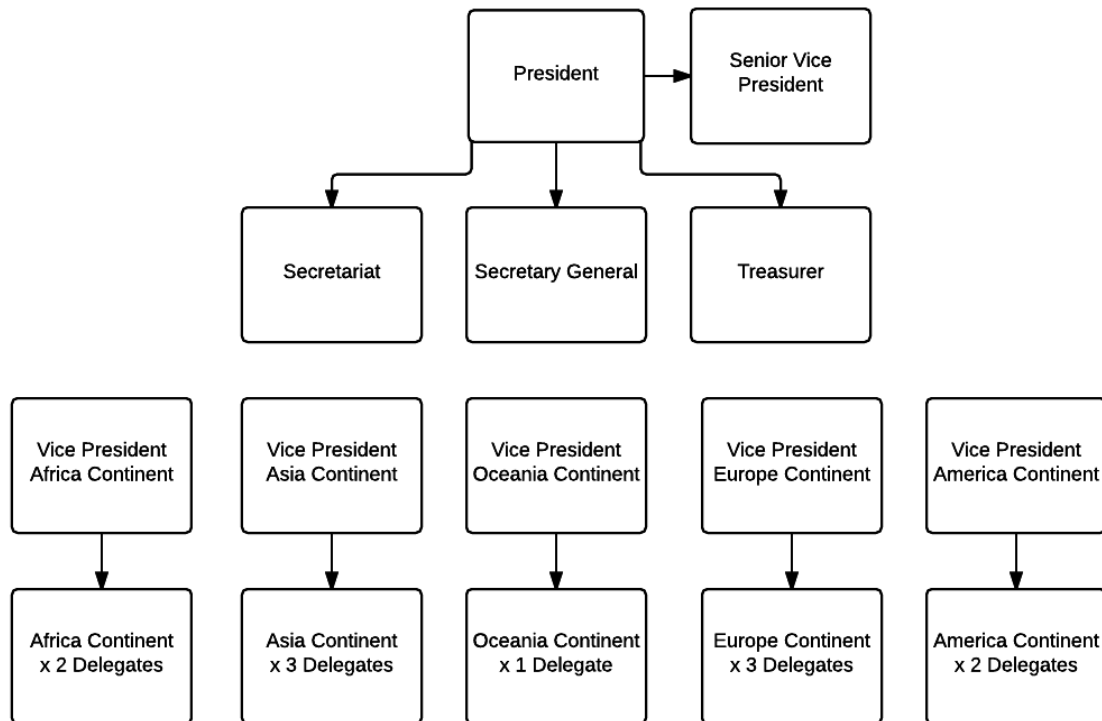 President
Senior Vice
President
Secretariat
Secretary General
Treasurer
Vice President
Africa Continent
Vice President
Asia Continent
Vice President
Oceania Continent
Vice President
Europe Continent
Vice President
America Continent
Africa Continent
x 2 Delegates
Asia Continent
x 3 Delegates
Oceania Continent
x 1 Delegate
Europe Continent
x 3 Delegates
America Continent
x 2 Delegates